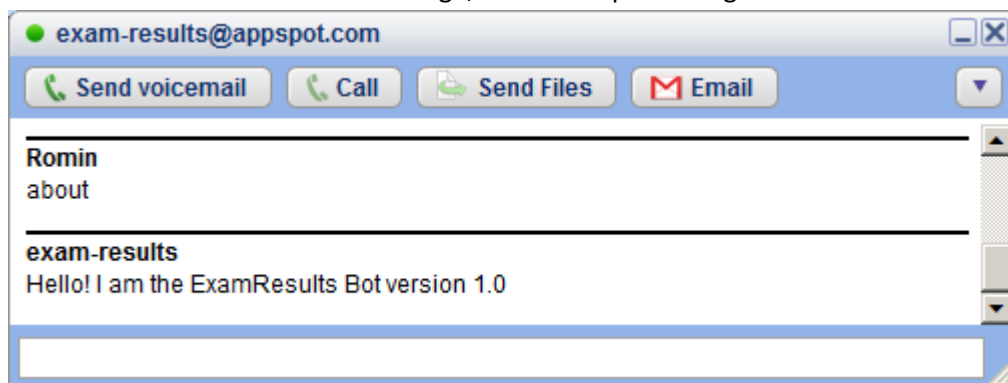 exam-results@appspot.com
Send voicemail
Call
Send Files
Email
Romin
about
exam-results
Hello! I am the ExamResults Bot version 1.0